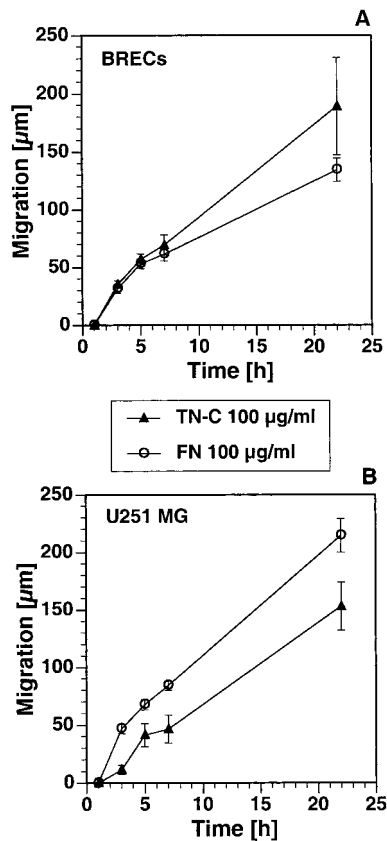 A
BRECs
Migration [µm]
250
200
150
100
50
0
0 5 10 15 20 25
Time [h]
TN-C 100 µg/ml
FN 100 µg/ml
B
U251 MG
Migration [µm]
250
200
150
100
50
0
0 5 10 15 20 25
Time [h]